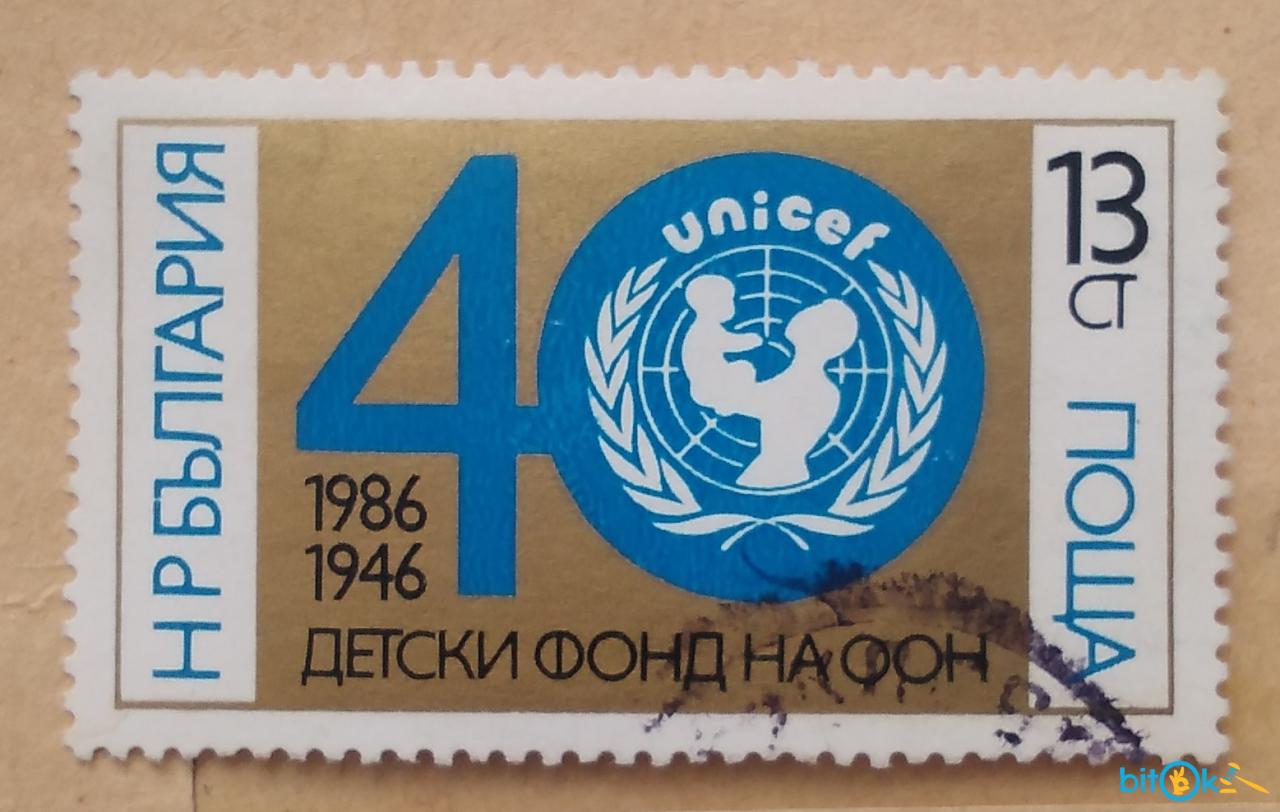 НР БЪЛГАРИЯ
40
unicef
1986
1946
ДЕТСКИ ФОНД НА ООН
13
СТ
ПОЩА
bitOk